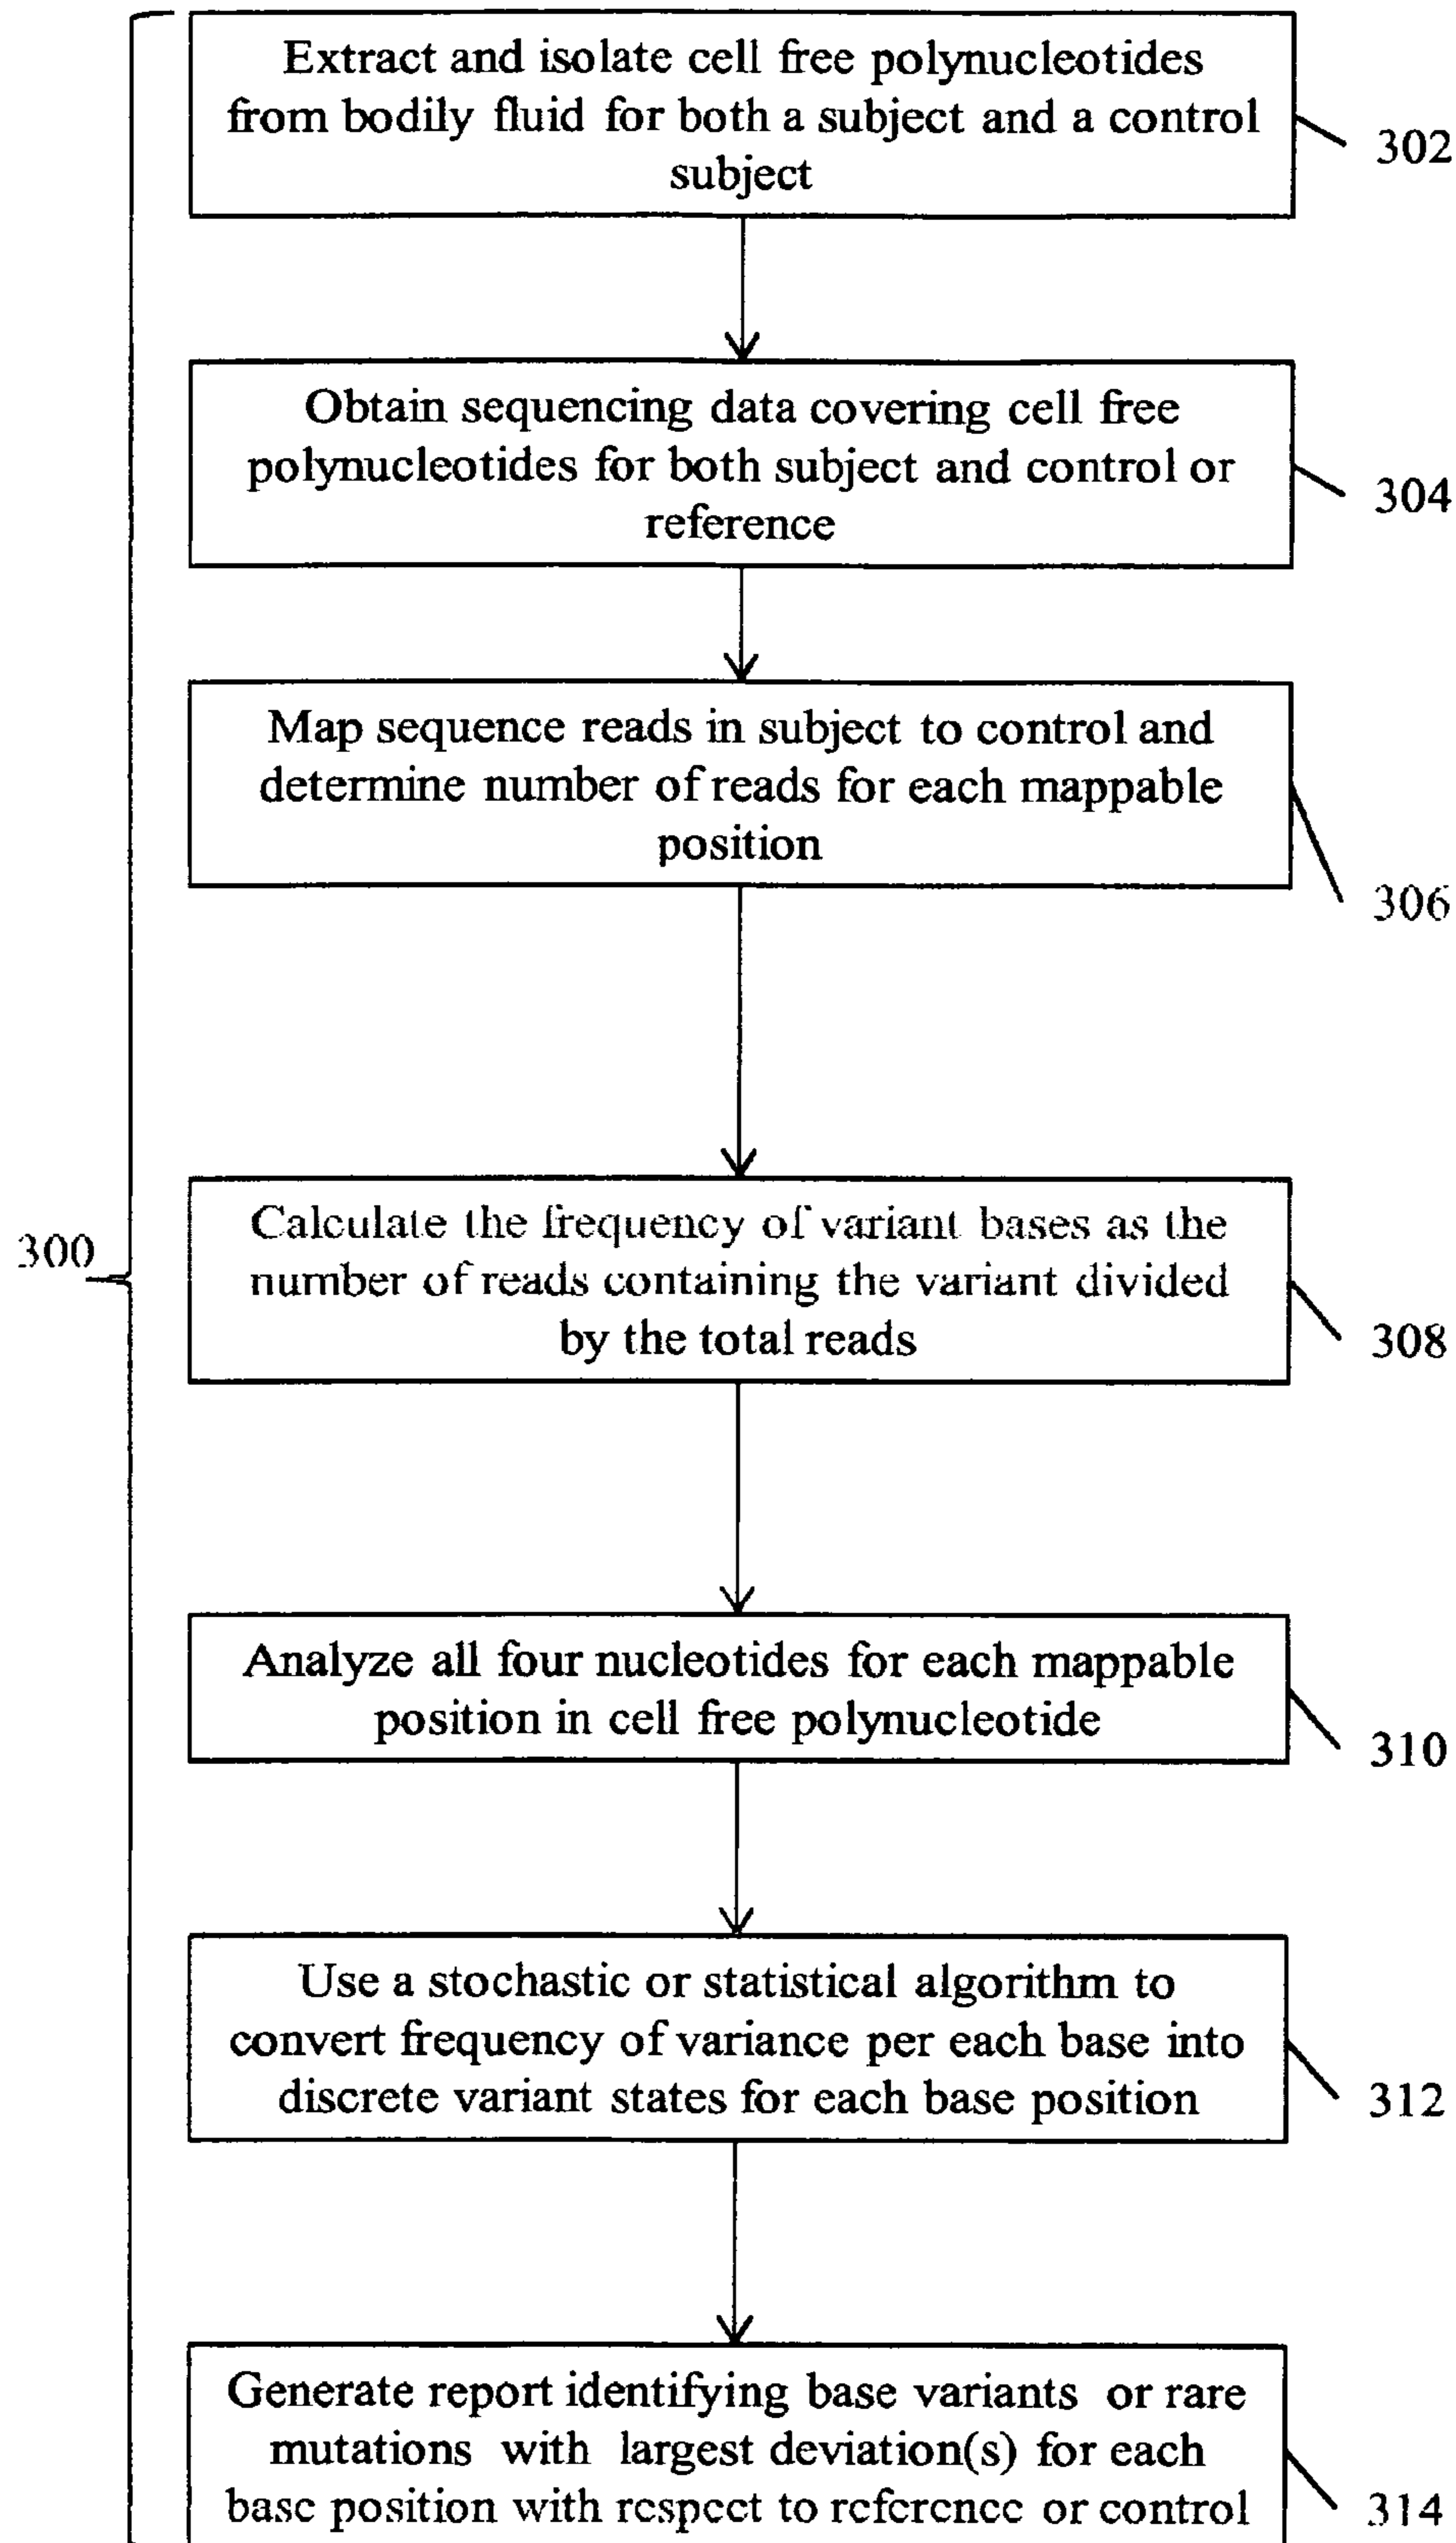 Extract and isolate cell free polynucleotides
from bodily fluid for both a subject and a control
subject
302
Obtain sequencing data covering cell free
polynucleotides for both subject and control or
reference
304
Map sequence reads in subject to control and
determine number of reads for each mappable
position
306
300
Calculate the frequency of variant bases as the
number of reads containing the variant divided
by the total reads
308
Analyze all four nucleotides for each mappable
position in cell free polynucleotide
310
Use a stochastic or statistical algorithm to
convert frequency of variance per each base into
discrete variant states for each base position
312
Generate report identifying base variants or rare
mutations with largest deviation(s) for each
base position with respect to reference or control
314